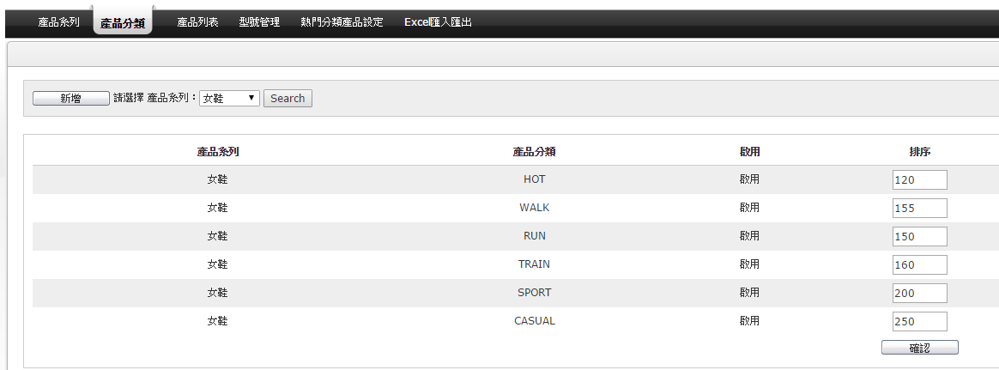 產品系列 產品分類 產品列表 型號管理 熱門分類產品設定 Excel匯入匯出
新增 請選擇 產品系列： 女鞋 Search
產品系列 產品分類 啟用 排序
女鞋 HOT 啟用 120
女鞋 WALK 啟用 155
女鞋 RUN 啟用 150
女鞋 TRAIN 啟用 160
女鞋 SPORT 啟用 200
女鞋 CASUAL 啟用 250
確認